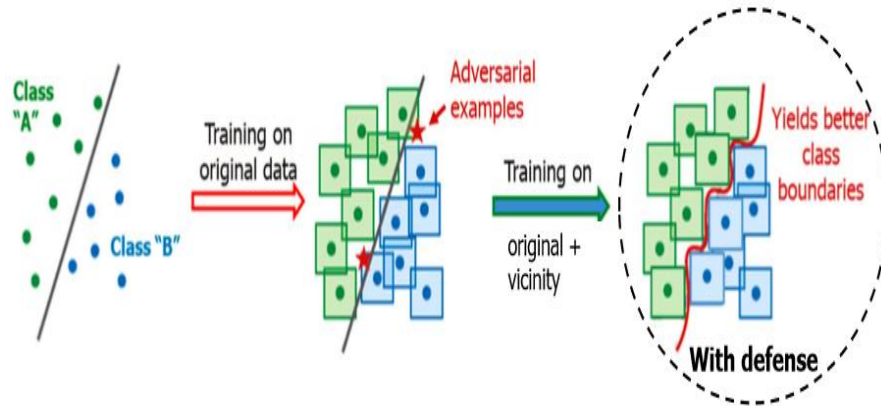 Class
"A"
Class "B"
Training on
original data
Adversarial
examples
Training on
original +
vicinity
Yields better
class
boundaries
With defense